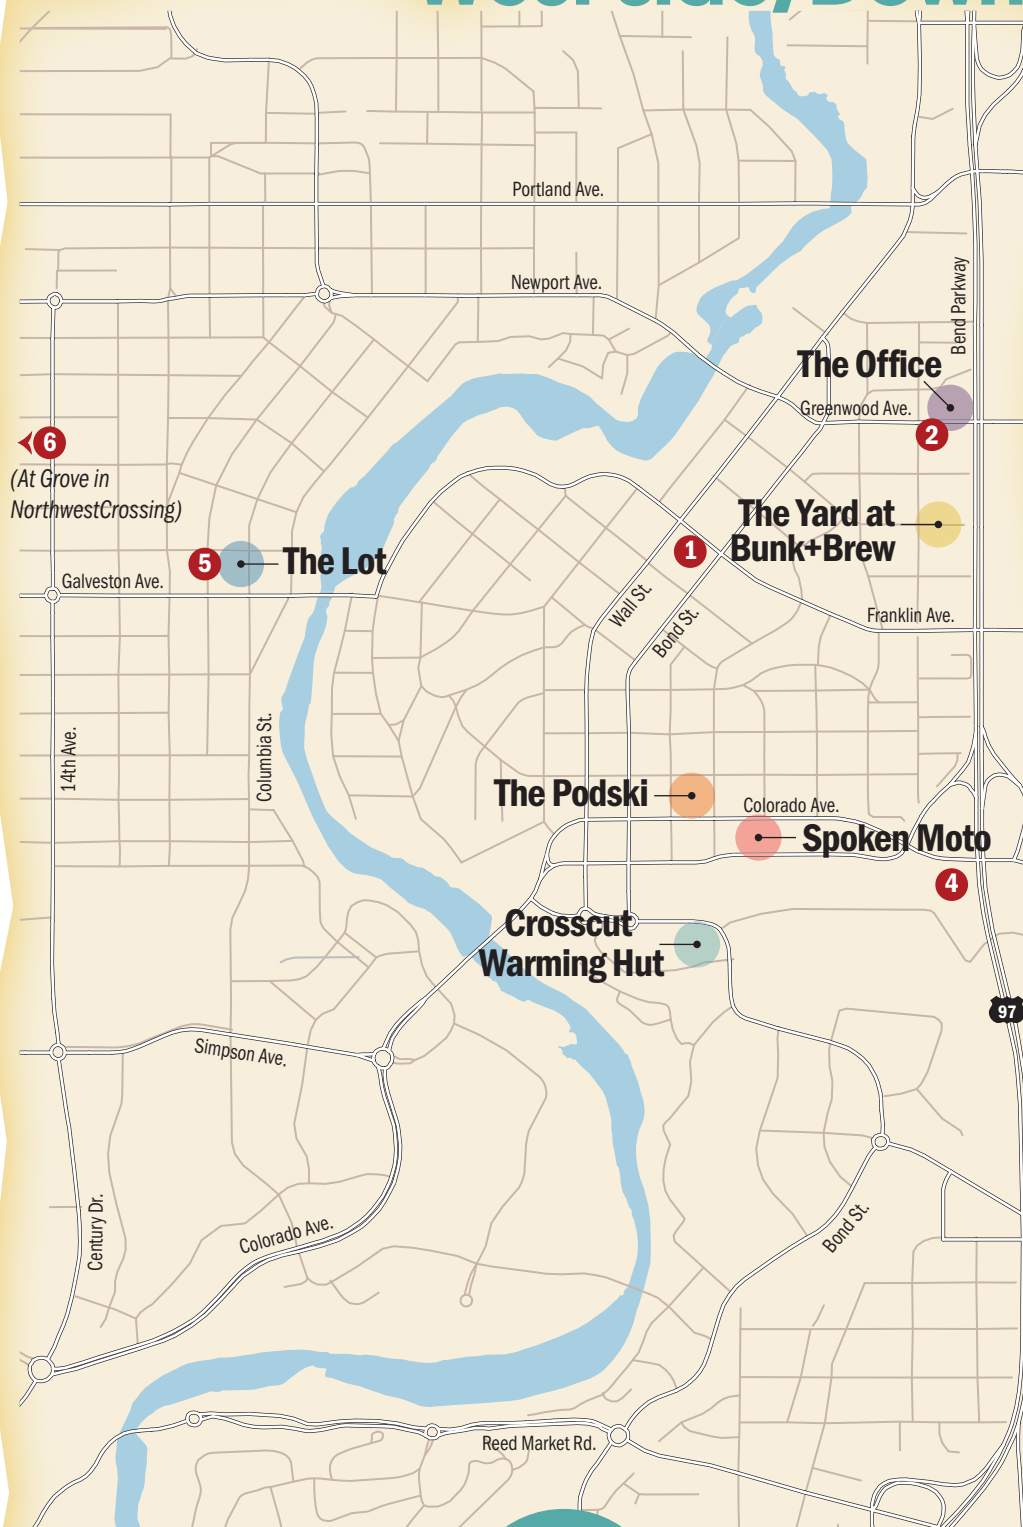 Portland Ave.
Newport Ave.
Bend Parkway
The Office
Greenwood Ave.
2
6
(At Grove in
NorthwestCrossing)
The Yard at
Bunk+Brew
1
5
The Lot
Galveston Ave.
Wall St.
Bond St.
Franklin Ave.
14th Ave.
Columbia St.
The Podski
Colorado Ave.
Spoken Moto
4
Crosscut
Warming Hut
97
Simpson Ave.
Century Dr.
Colorado Ave.
Bond St.
Reed Market Rd.